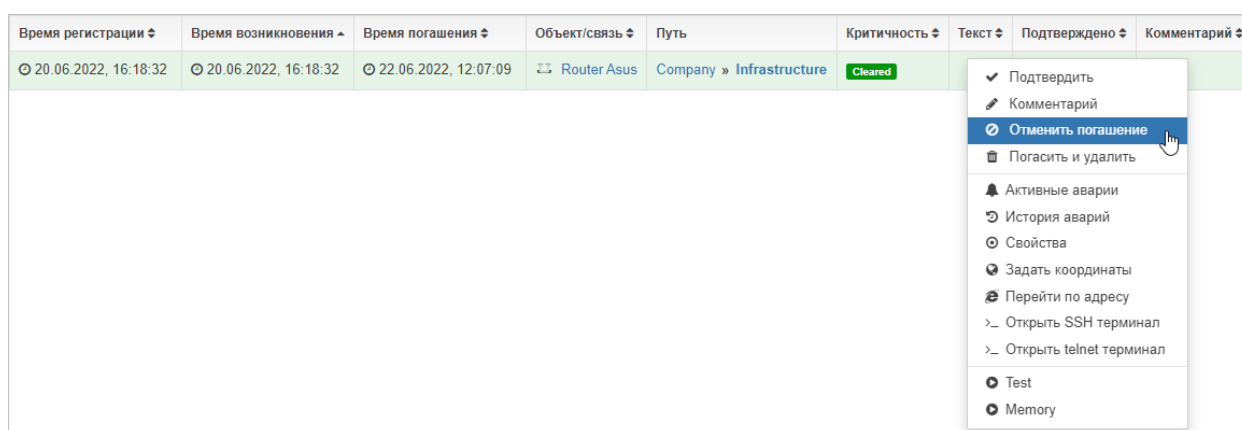 Время регистрации Время возникновения Время погашения Объект/связь Путь Критичность Текст Подтверждено Комментарий
20.06.2022, 16:18:32 20.06.2022, 16:18:32 22.06.2022, 12:07:09 Router Asus Company » Infrastructure Cleared
Подтвердить
Комментарий
Отменить погашение
Погасить и удалить
Активные аварии
История аварий
Свойства
Задать координаты
Перейти по адресу
>_ Открыть SSH терминал
>_ Открыть telnet терминал
Test
Memory